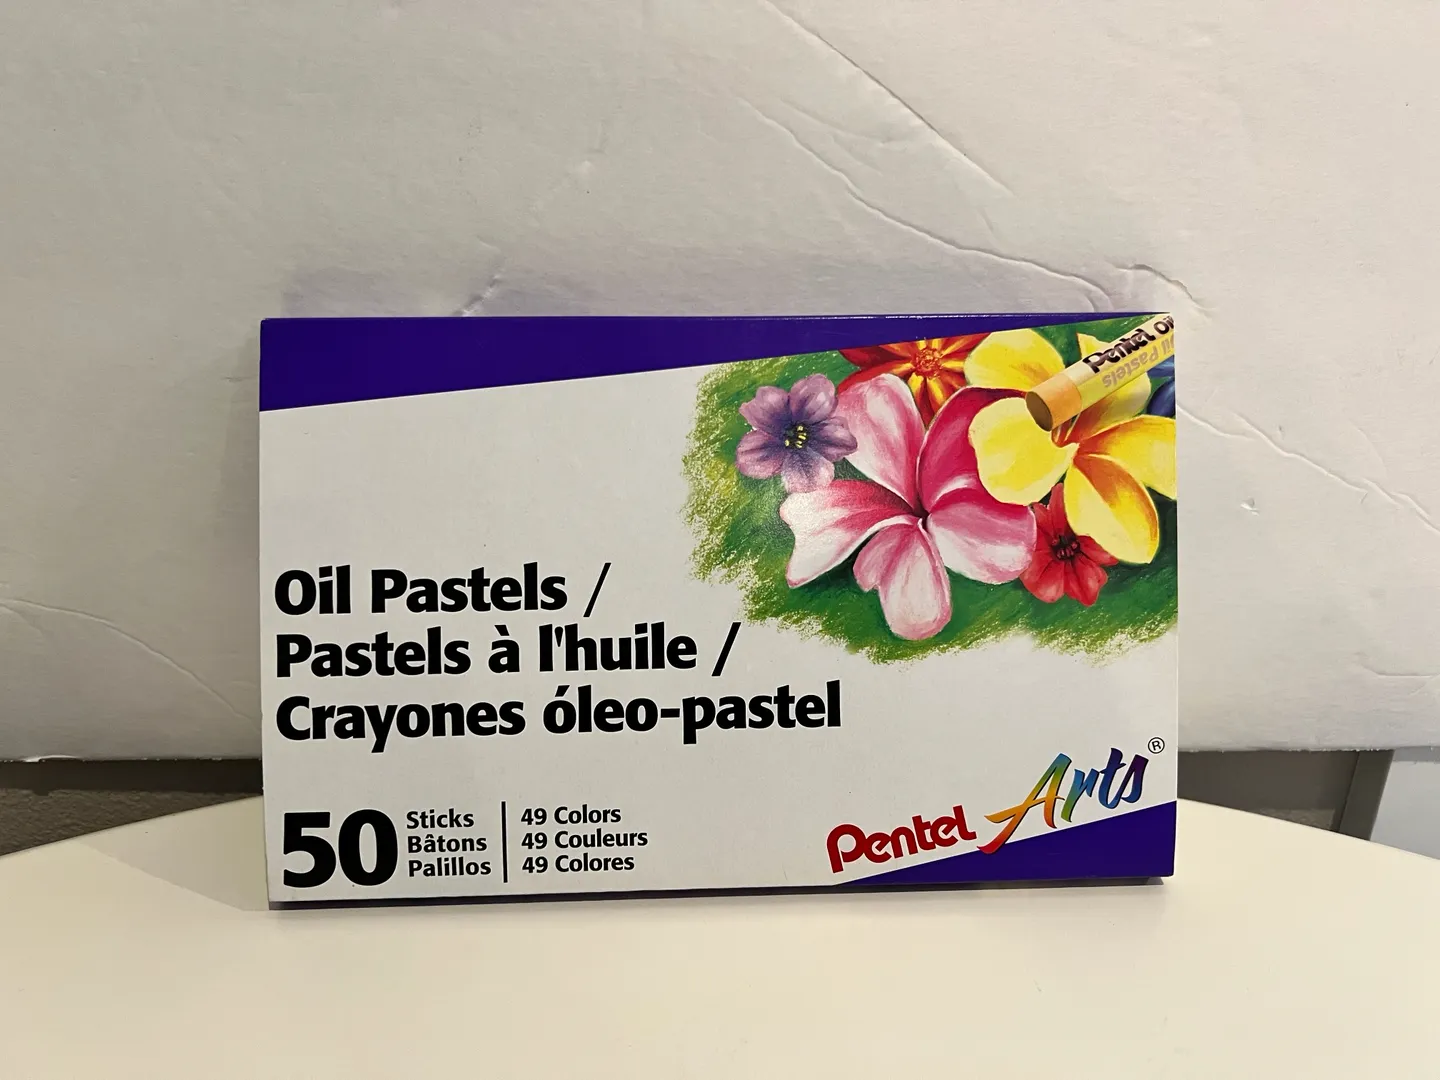 Pentel Oi
Oil Pastels
Oil Pastels /
Pastels à l'huile /
Crayones óleo-pastel
50
Sticks
Bâtons
Palillos
49 Colors
49 Couleurs
49 Colores
Pentel Arts®